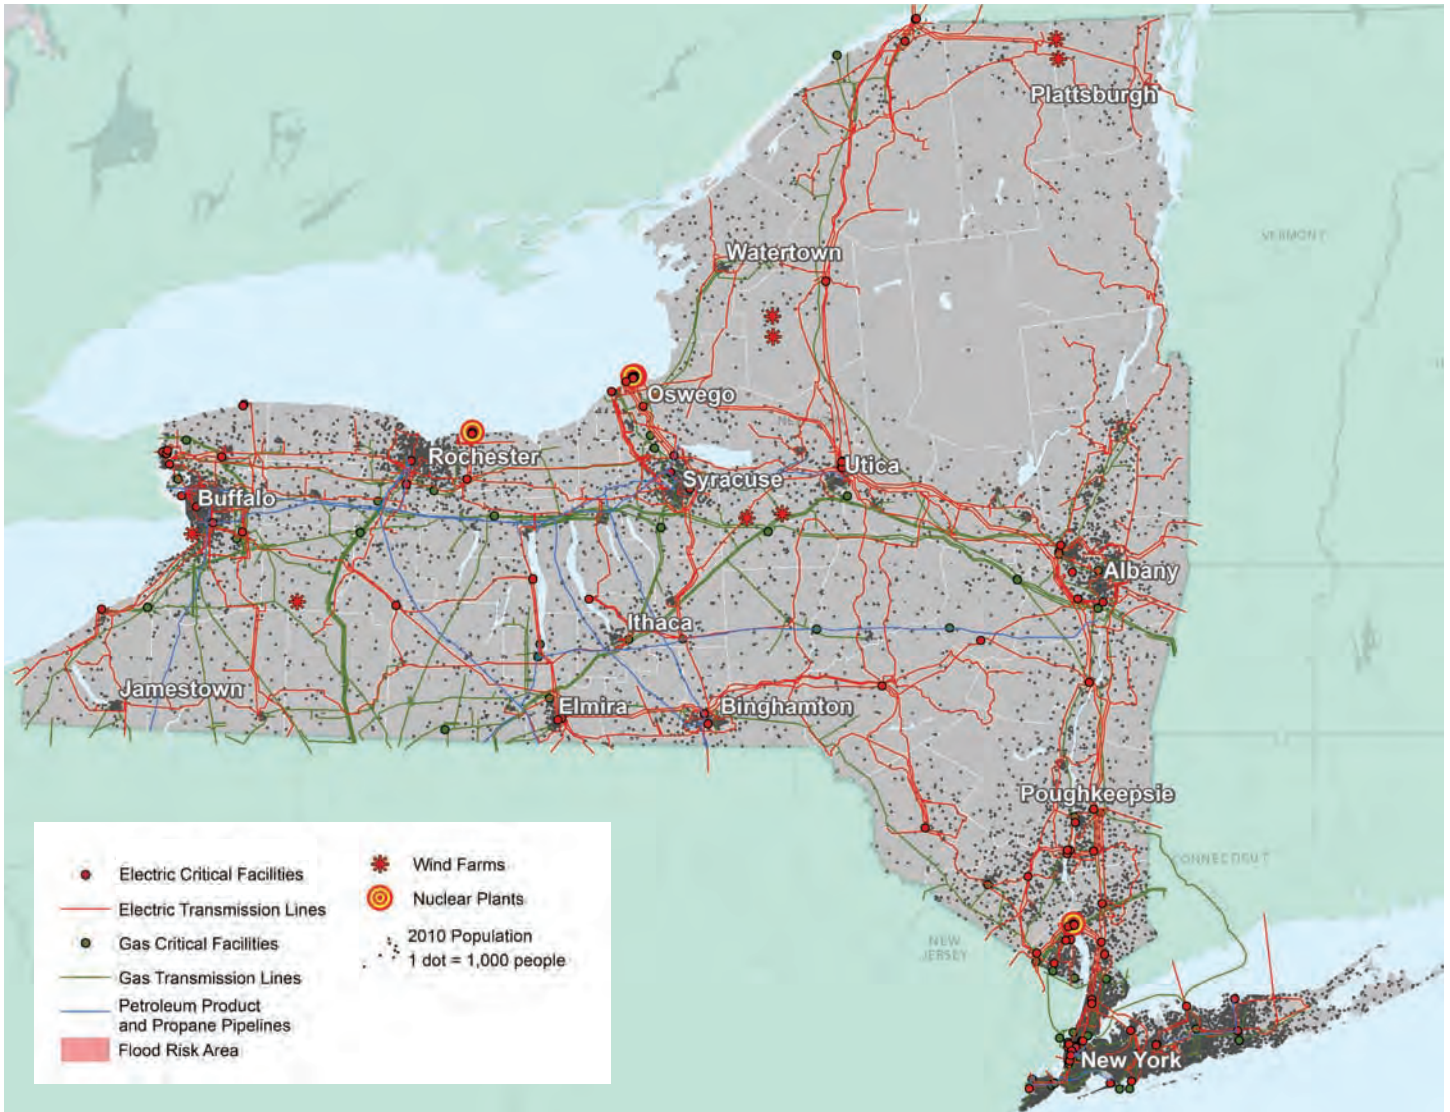 Plattsburgh
VERMONT
Watertown
Oswego
Rochester
Utica
Syracuse
Buffalo
Albany
Ithaca
Jamestown
Elmira
Binghamton
Poughkeepsie
CONNECTICUT
NEW
JERSEY
New York
Electric Critical Facilities
Electric Transmission Lines
Gas Critical Facilities
Gas Transmission Lines
Petroleum Product
and Propane Pipelines
Flood Risk Area
Wind Farms
Nuclear Plants
2010 Population
1 dot = 1,000 people